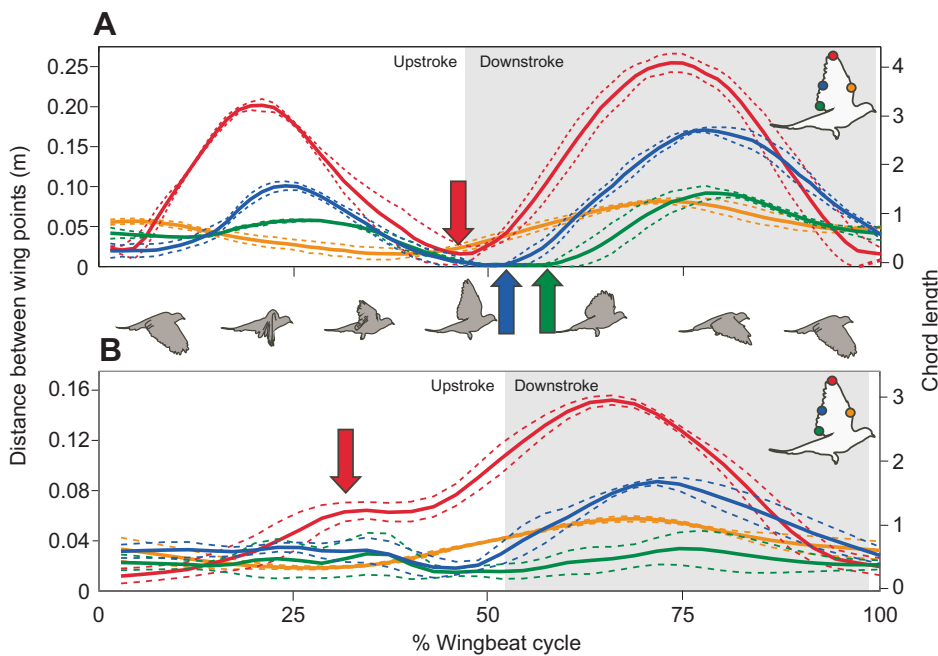 A
Upstroke
Downstroke
0.25
0.20
0.15
0.10
0.05
0
4
3
2
1
0
Distance between wing points (m)
Chord length
B
Upstroke
Downstroke
0.16
0.12
0.08
0.04
0
3
2
1
0
0
25
50
75
100
% Wingbeat cycle